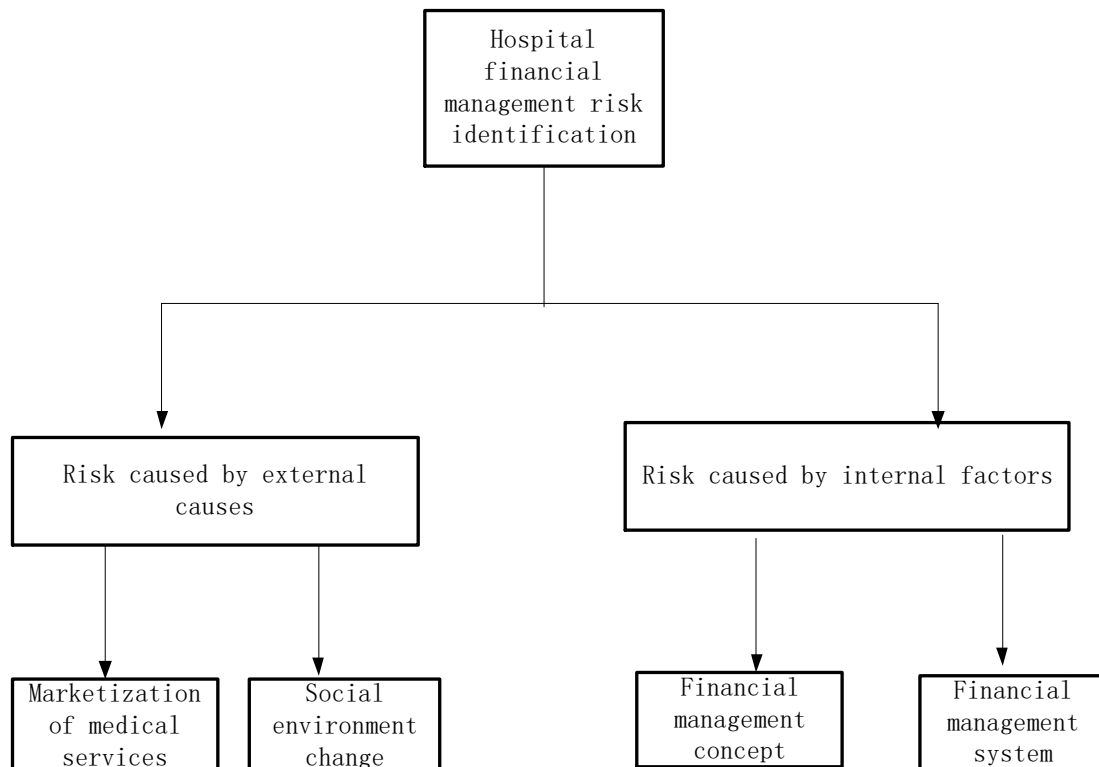 Hospital
financial
management risk
identification
Risk caused by external
causes
Risk caused by internal factors
Marketization
of medical
services
Social
environment
change
Financial
management
concept
Financial
management
system